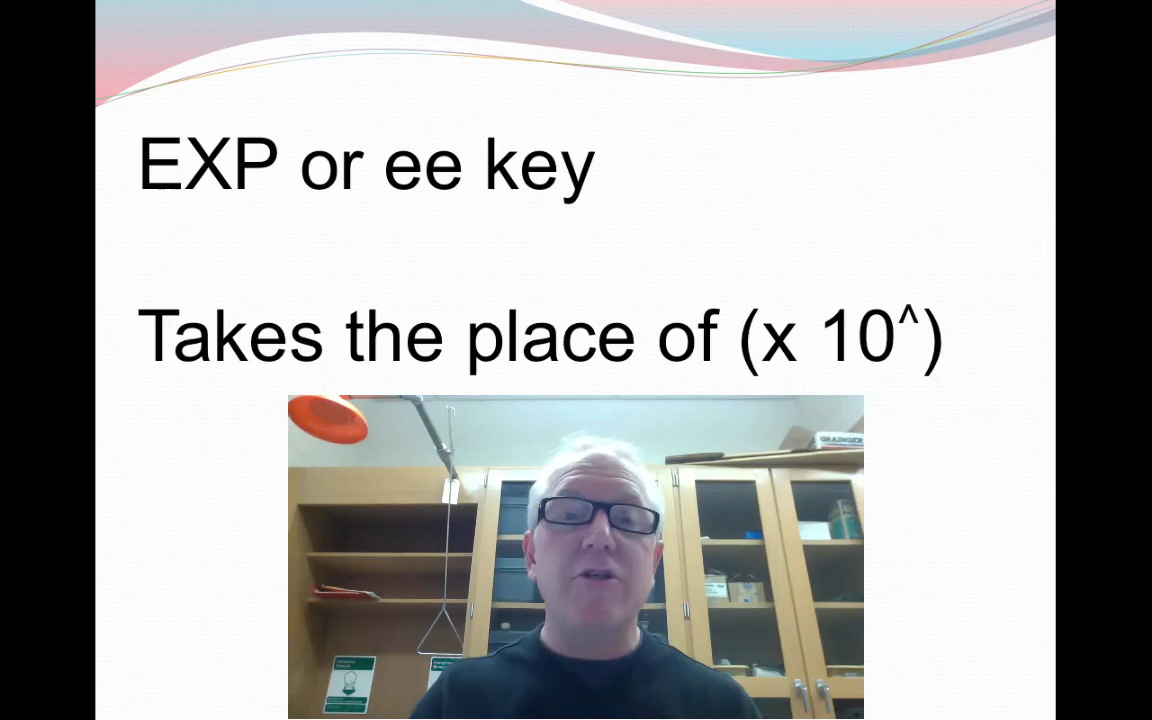 EXP or ee key
Takes the place of (x 10^)
GRAINGER